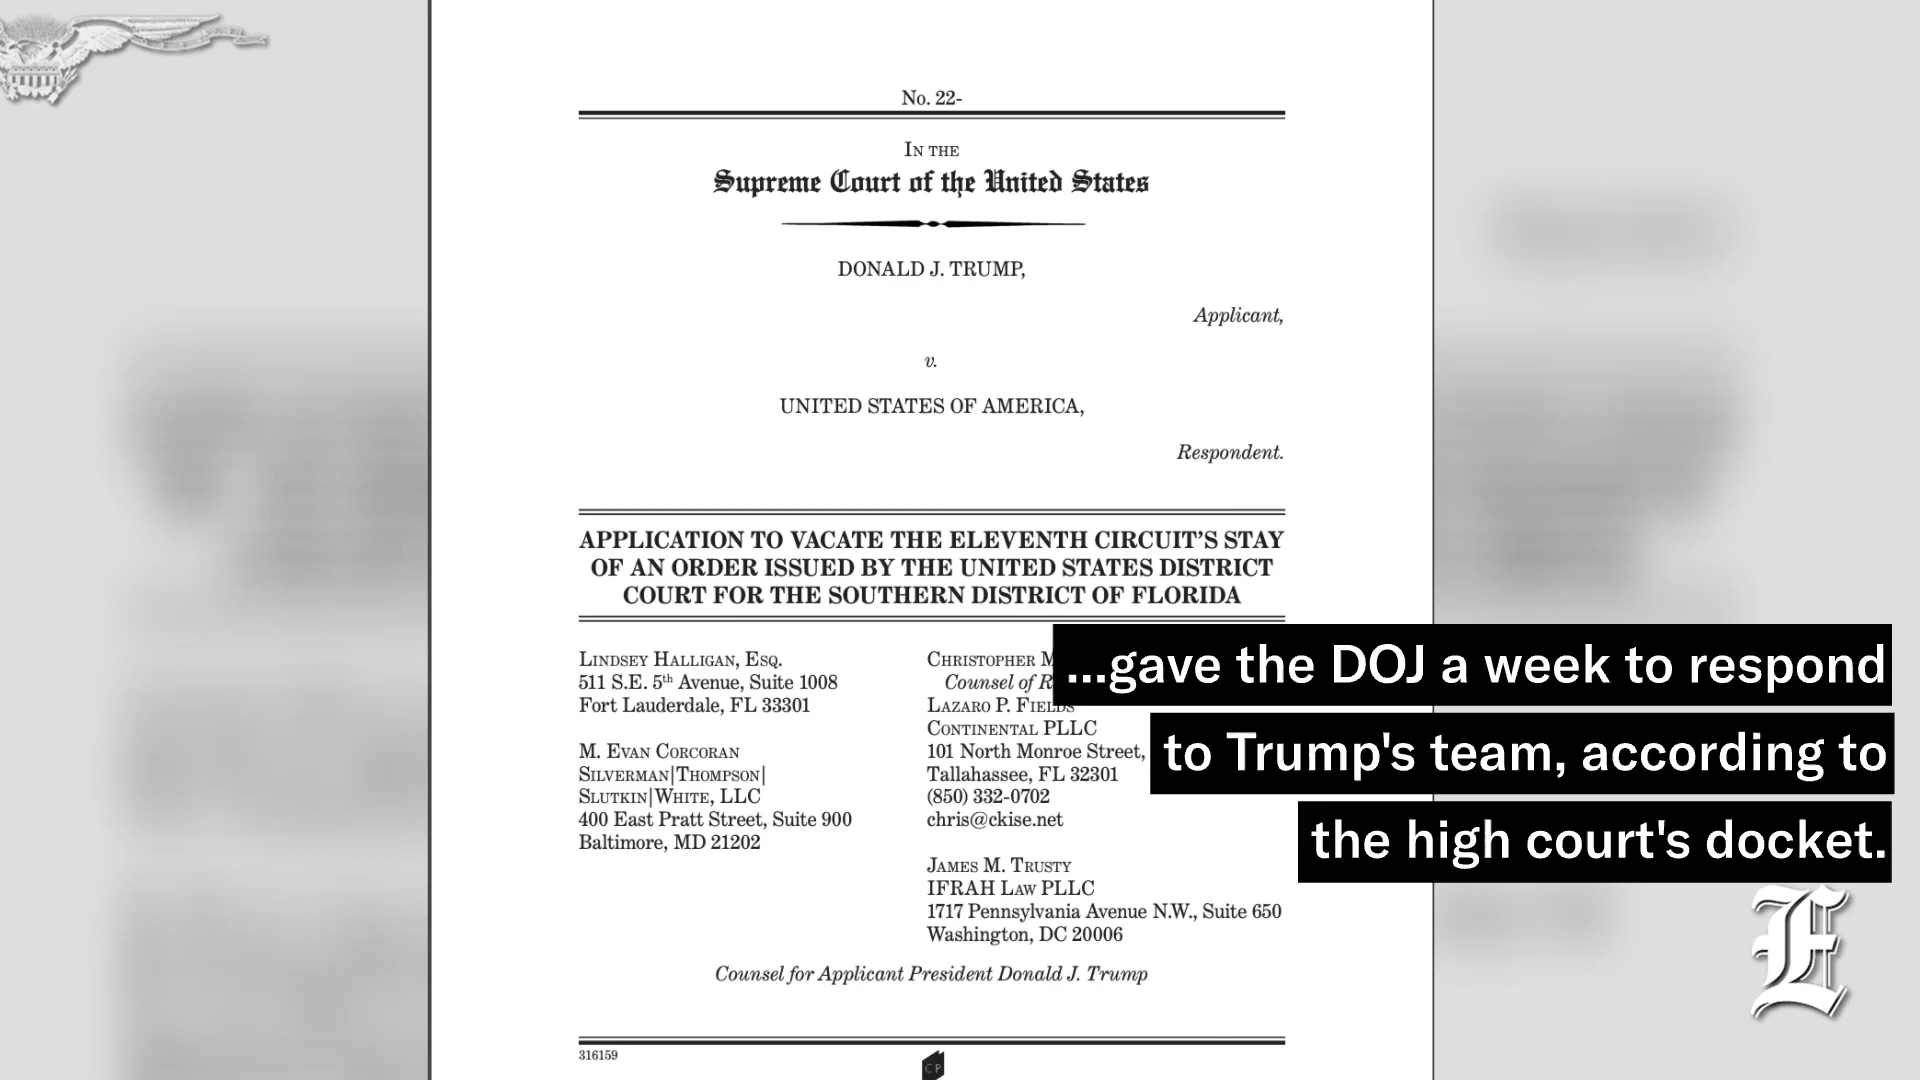 No. 22-
IN THE
Supreme Court of the United States
DONALD J. TRUMP,
Applicant,
v.
UNITED STATES OF AMERICA,
Respondent.
APPLICATION TO VACATE THE ELEVENTH CIRCUIT'S STAY
OF AN ORDER ISSUED BY THE UNITED STATES DISTRICT
COURT FOR THE SOUTHERN DISTRICT OF FLORIDA
LINDSEY HALLIGAN, ESQ.
511 S.E. 5th Avenue, Suite 1008
Fort Lauderdale, FL 33301
M. EVAN CORCORAN
SILVERMAN|THOMPSON|
SLUTKIN|WHITE, LLC
400 East Pratt Street, Suite 900
Baltimore, MD 21202
CHRISTOPHER
Counsel of
LAZARO P. FIELDS
CONTINENTAL PLLC
101 North Monroe Street,
Tallahassee, FL 32301
(850) 332-0702
chris@ckise.net
JAMES M. TRUSTY
IFRAH LAW PLLC
1717 Pennsylvania Avenue N.W., Suite 650
Washington, DC 20006
Counsel for Applicant President Donald J. Trump
316159
CP
...gave the DOJ a week to respond
to Trump's team, according to
the high court's docket.
E